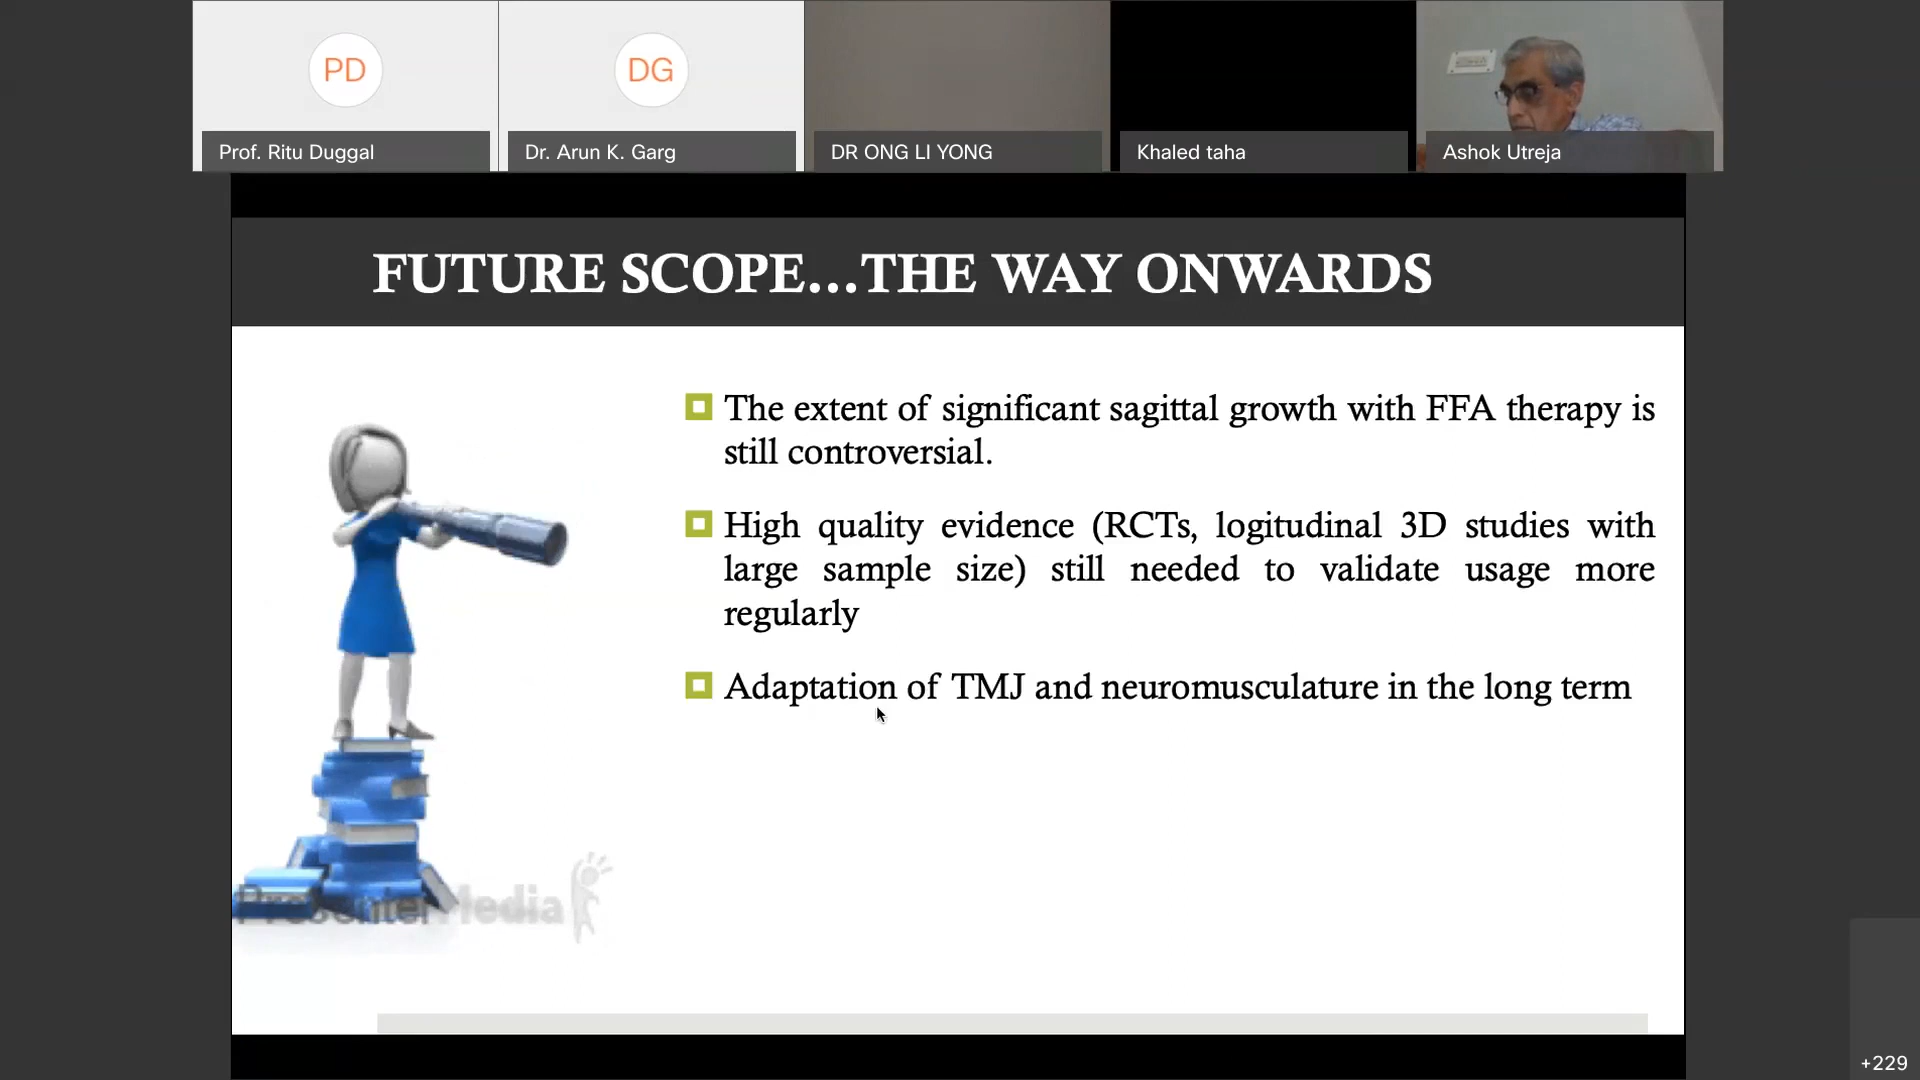 PD
DG
Prof. Ritu Duggal
Dr. Arun K. Garg
DR ONG LI YONG
Khaled taha
Ashok Utreja
FUTURE SCOPE...THE WAY ONWARDS
The extent of significant sagittal growth with FFA therapy is
still controversial.
High quality evidence (RCTs, logitudinal 3D studies with
large sample size) still needed to validate usage more
regularly
Adaptation of TMJ and neuromusculature in the long term
PresenterMedia
+229